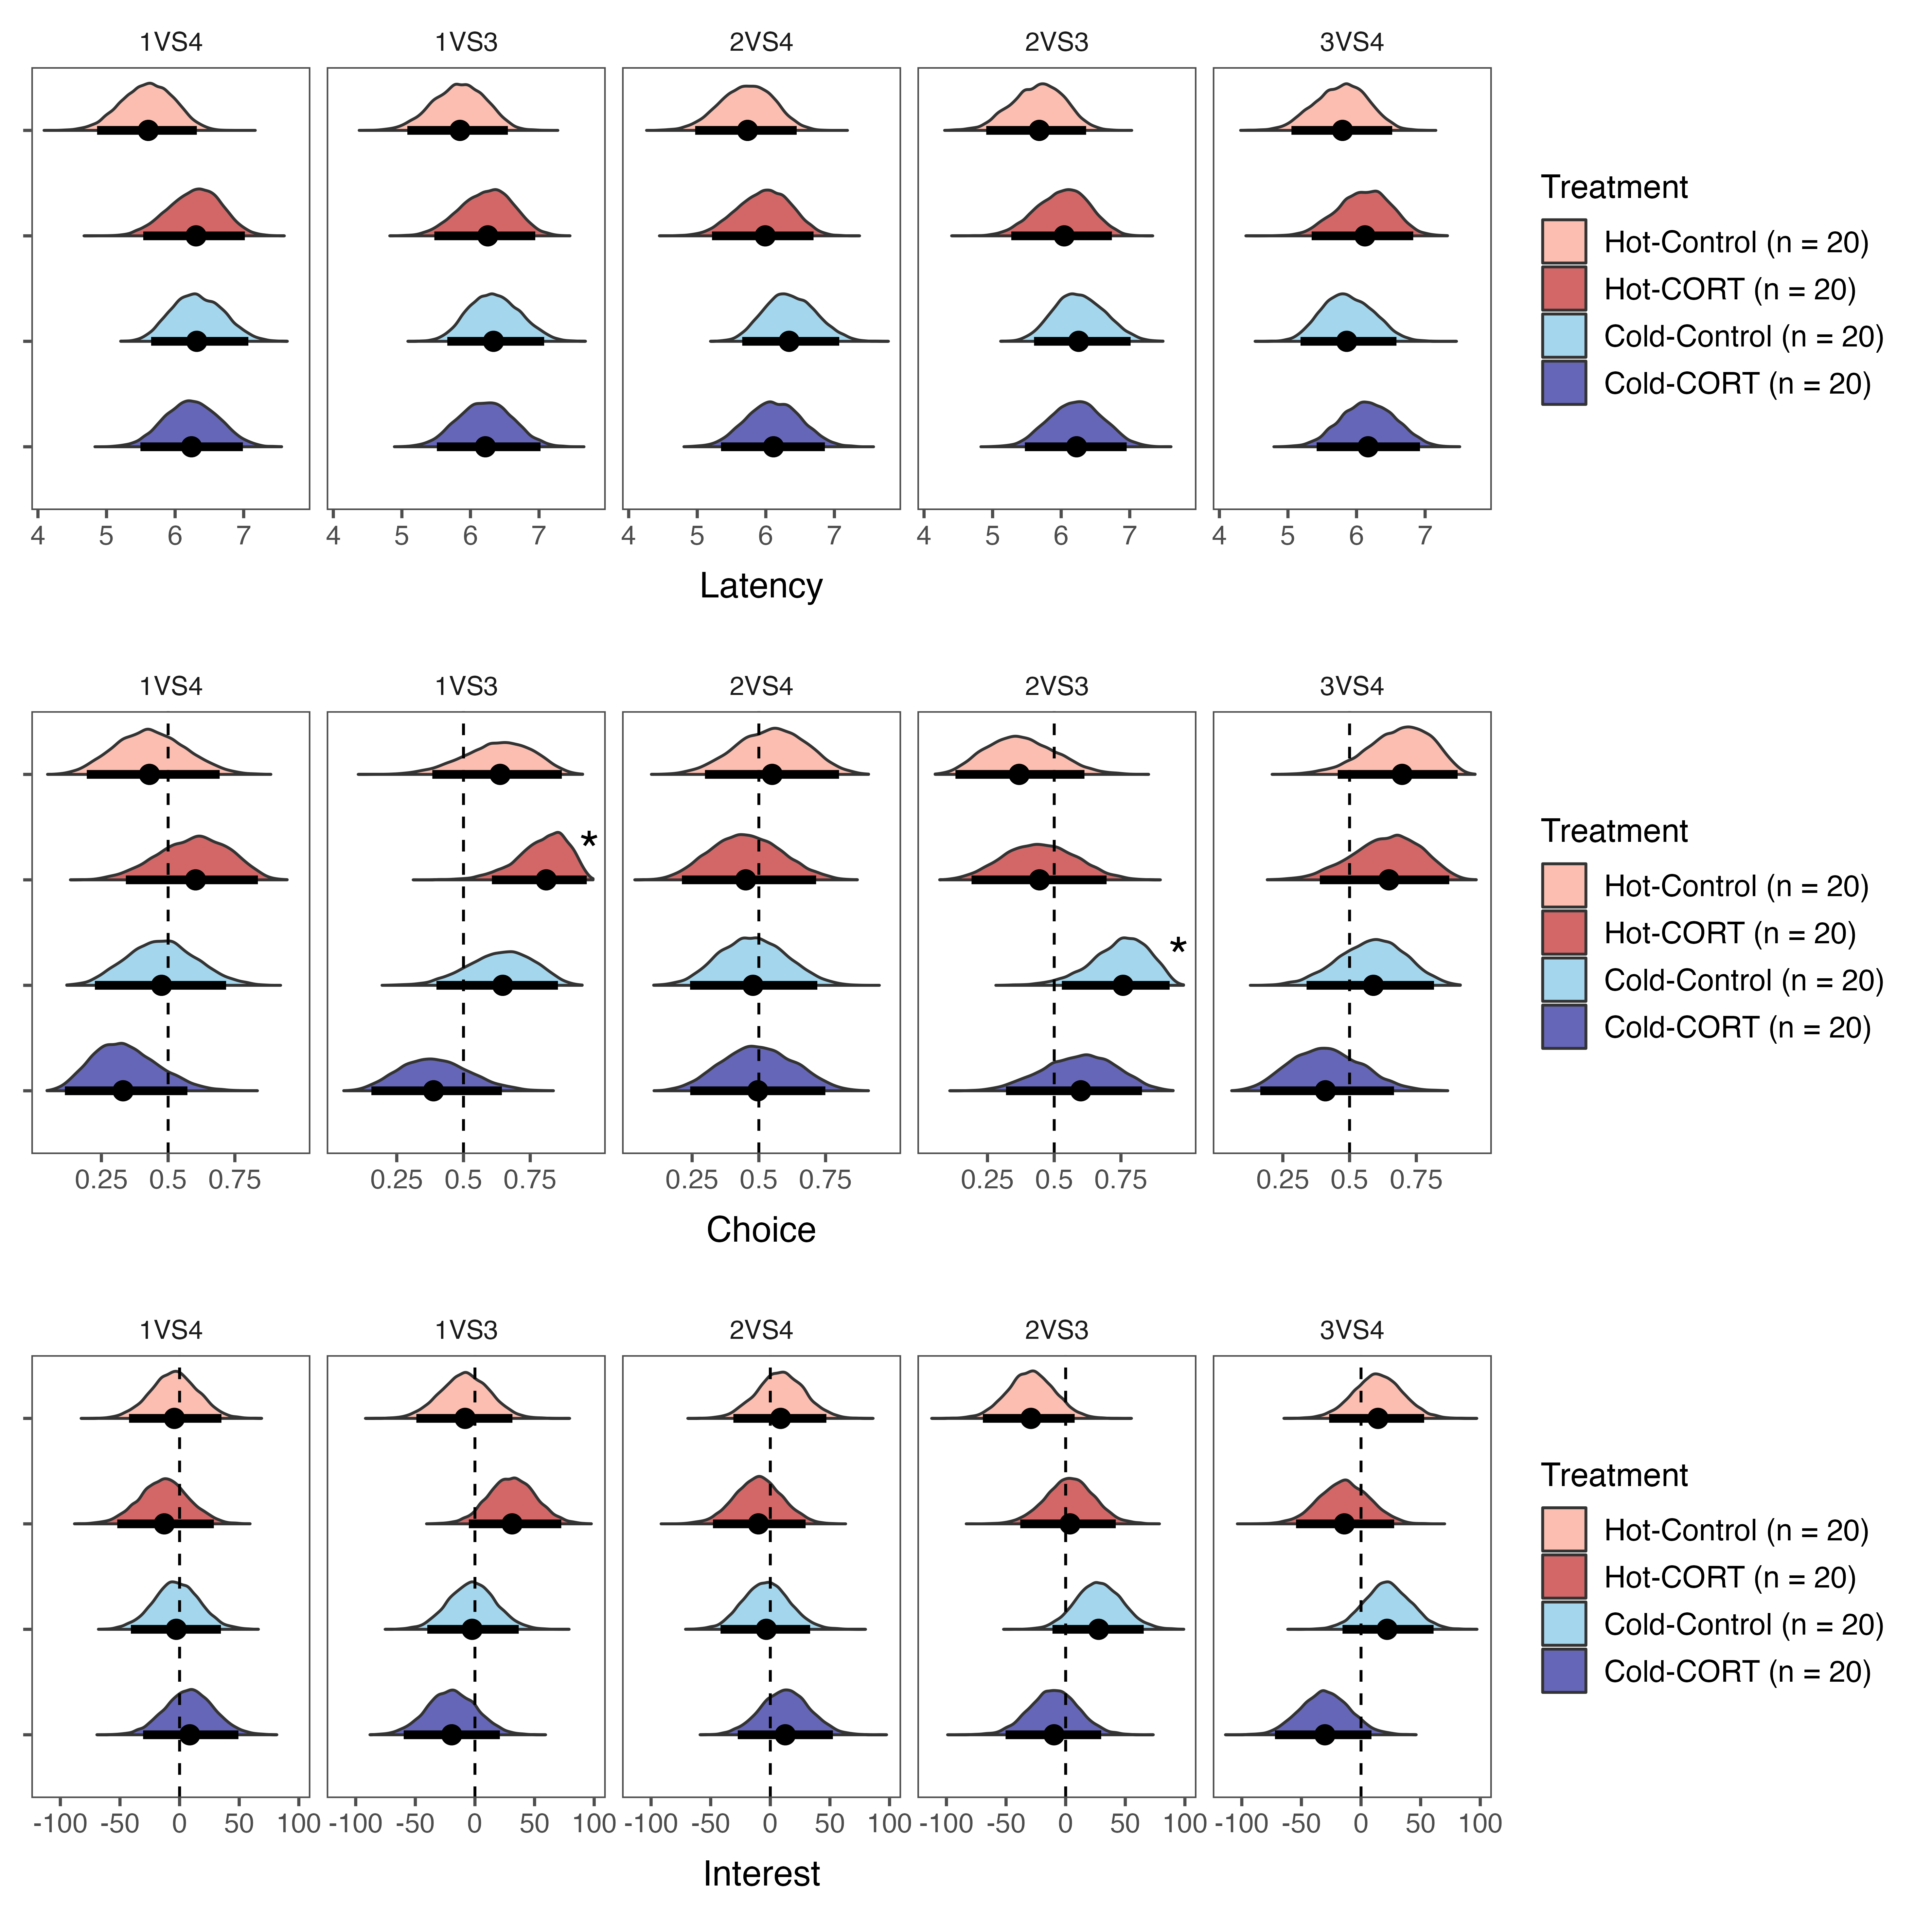 1VS4 1VS3 2VS4 2VS3 3VS4
Treatment
Hot-Control (n = 20)
Hot-CORT (n = 20)
Cold-Control (n = 20)
Cold-CORT (n = 20)
4 5 6 7 4 5 6 7 4 5 6 7 4 5 6 7 4 5 6 7
Latency
1VS4 1VS3 2VS4 2VS3 3VS4
*
*
Treatment
Hot-Control (n = 20)
Hot-CORT (n = 20)
Cold-Control (n = 20)
Cold-CORT (n = 20)
0.25 0.5 0.75 0.25 0.5 0.75 0.25 0.5 0.75 0.25 0.5 0.75 0.25 0.5 0.75
Choice
1VS4 1VS3 2VS4 2VS3 3VS4
Treatment
Hot-Control (n = 20)
Hot-CORT (n = 20)
Cold-Control (n = 20)
Cold-CORT (n = 20)
-100 -50 0 50 100 -100 -50 0 50 100 -100 -50 0 50 100 -100 -50 0 50 100 -100 -50 0 50 100
Interest